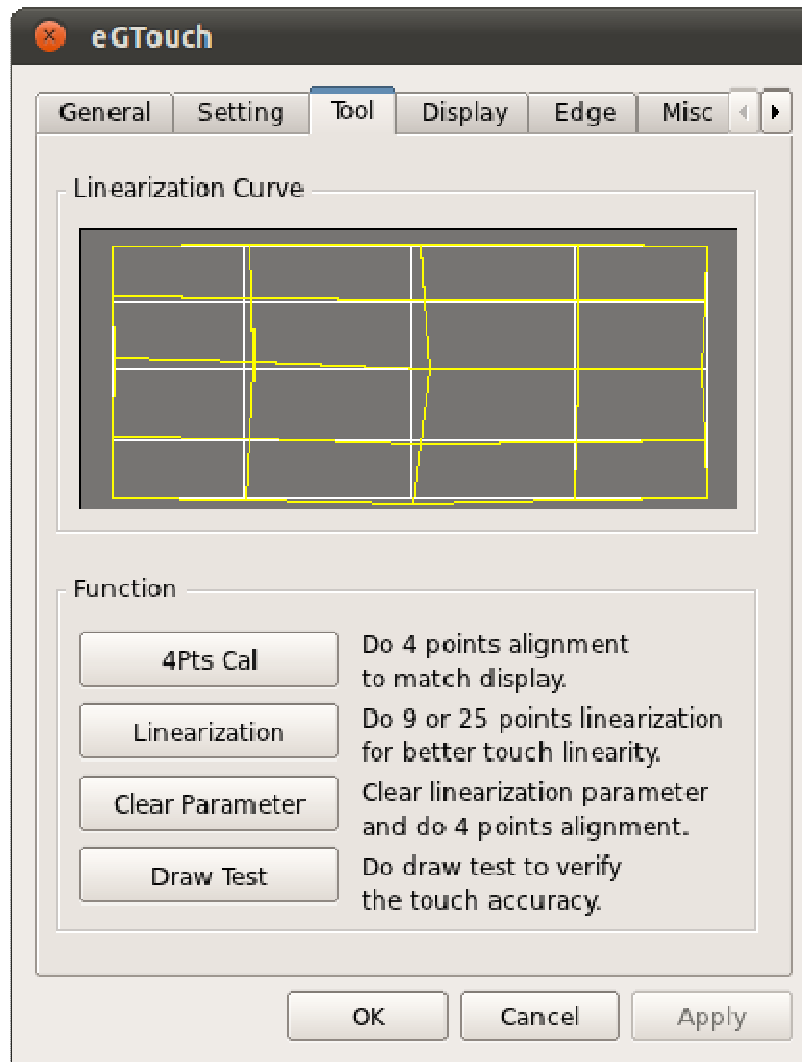 eGTouch
General Setting Tool Display Edge Misc
Linearization Curve
Function
4Pts Cal
Do 4 points alignment
to match display.
Linearization
Do 9 or 25 points linearization
for better touch linearity.
Clear Parameter
Clear linearization parameter
and do 4 points alignment.
Draw Test
Do draw test to verify
the touch accuracy.
OK Cancel Apply